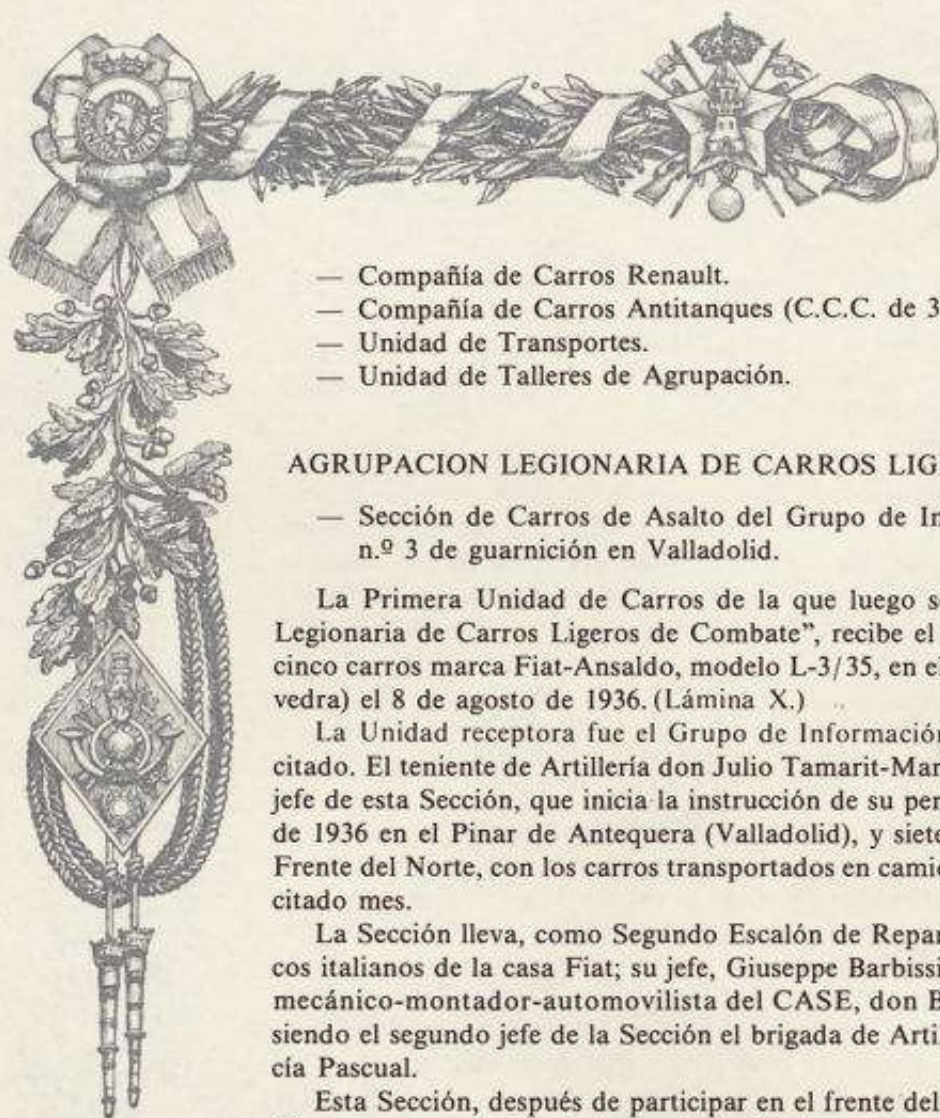 — Compañía de Carros Renault.
— Compañía de Carros Antitanques (C.C.C. de 3
— Unidad de Transportes.
— Unidad de Talleres de Agrupación.
AGRUPACION LEGIONARIA DE CARROS LIG
— Sección de Carros de Asalto del Grupo de In
n.º 3 de guarnición en Valladolid.
La Primera Unidad de Carros de la que luego s
Legionaria de Carros Ligeros de Combate”, recibe el
cinco carros marca Fiat-Ansaldo, modelo L-3/35, en e
vedra) el 8 de agosto de 1936. (Lámina X.)
La Unidad receptora fue el Grupo de Información
citado. El teniente de Artillería don Julio Tamarit-Mar
jefe de esta Sección, que inicia la instrucción de su per
de 1936 en el Pinar de Antequera (Valladolid), y siete
Frente del Norte, con los carros transportados en camio
citado mes.
La Sección lleva, como Segundo Escalón de Repar
cos italianos de la casa Fiat; su jefe, Giuseppe Barbissi
mecánico-montador-automovilista del CASE, don B
siendo el segundo jefe de la Sección el brigada de Arti
cía Pascual.
Esta Sección, después de participar en el frente del